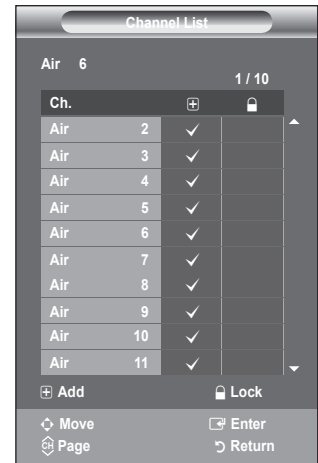 Channel List
Air 6
1 / 10
Ch.
Air 2
Air 3
Air 4
Air 5
Air 6
Air 7
Air 8
Air 9
Air 10
Air 11
Add Lock
Move Enter
CH Page Return